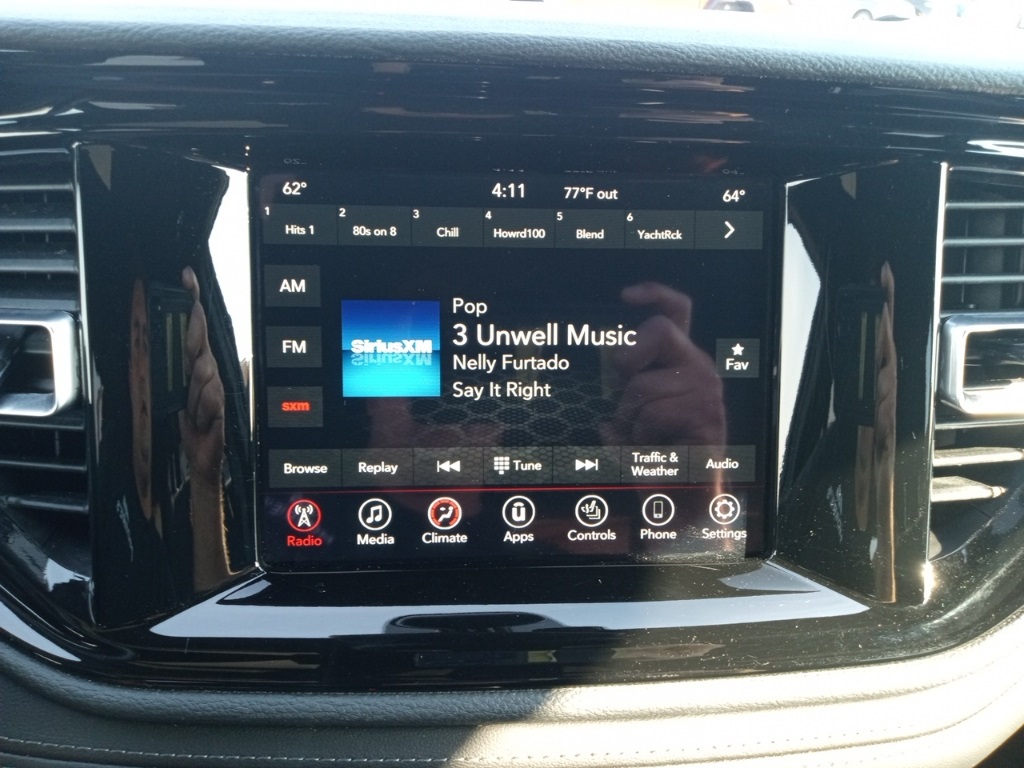 62° 4:11 77°F out 64°
1 Hits 1 2 80s on 8 3 Chill 4 Howrd100 5 Blend 6 YachtRck
AM
FM
sxm
SiriusXM
Pop
3 Unwell Music
Nelly Furtado
Say It Right
Fav
Browse Replay Tune Traffic & Weather Audio
Radio Media Climate Apps Controls Phone Settings